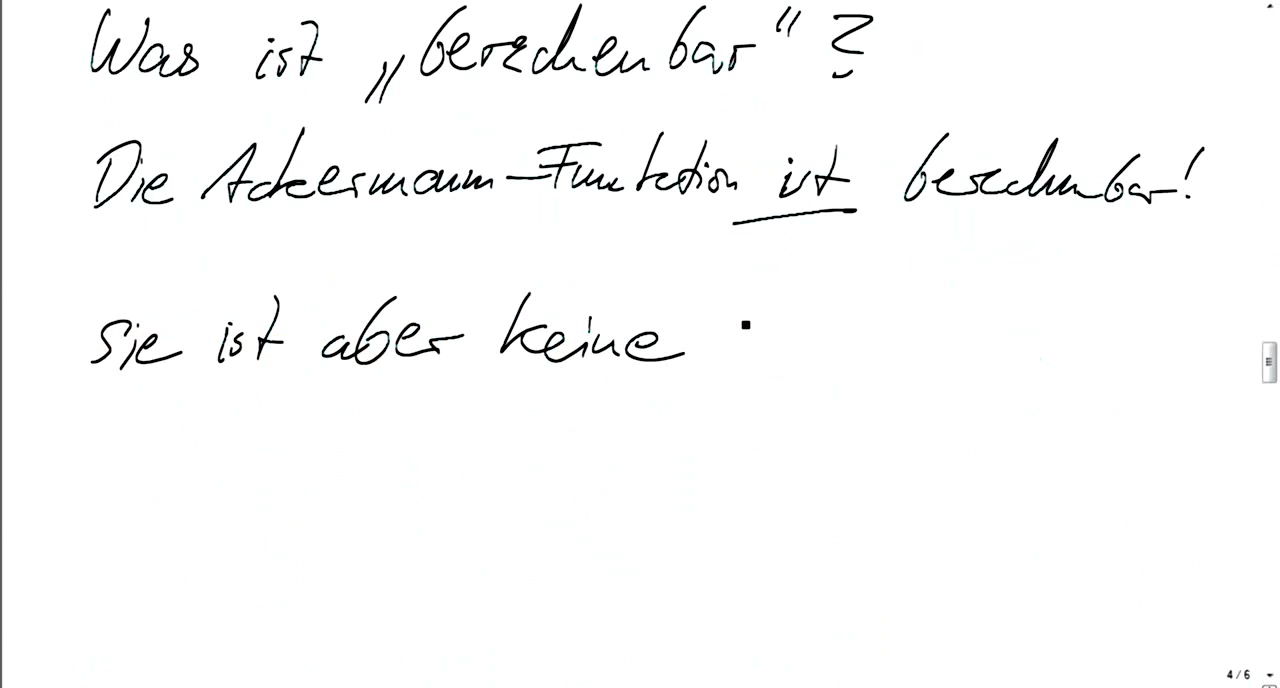 Was ist „berechenbar“?
Die Ackermann-Funktion ist berechenbar!
sie ist aber keine
4/6